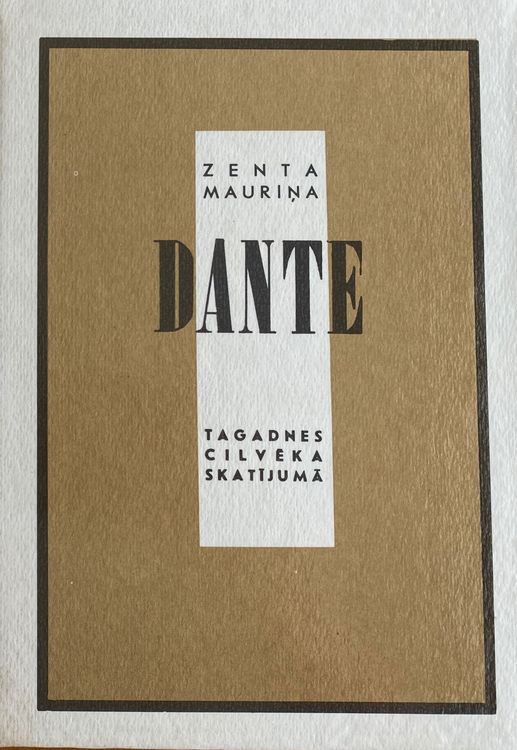 ZENTA
MAURIŅA
DANTE
TAGADNES
CILVĒKA
SKATĪJUMĀ